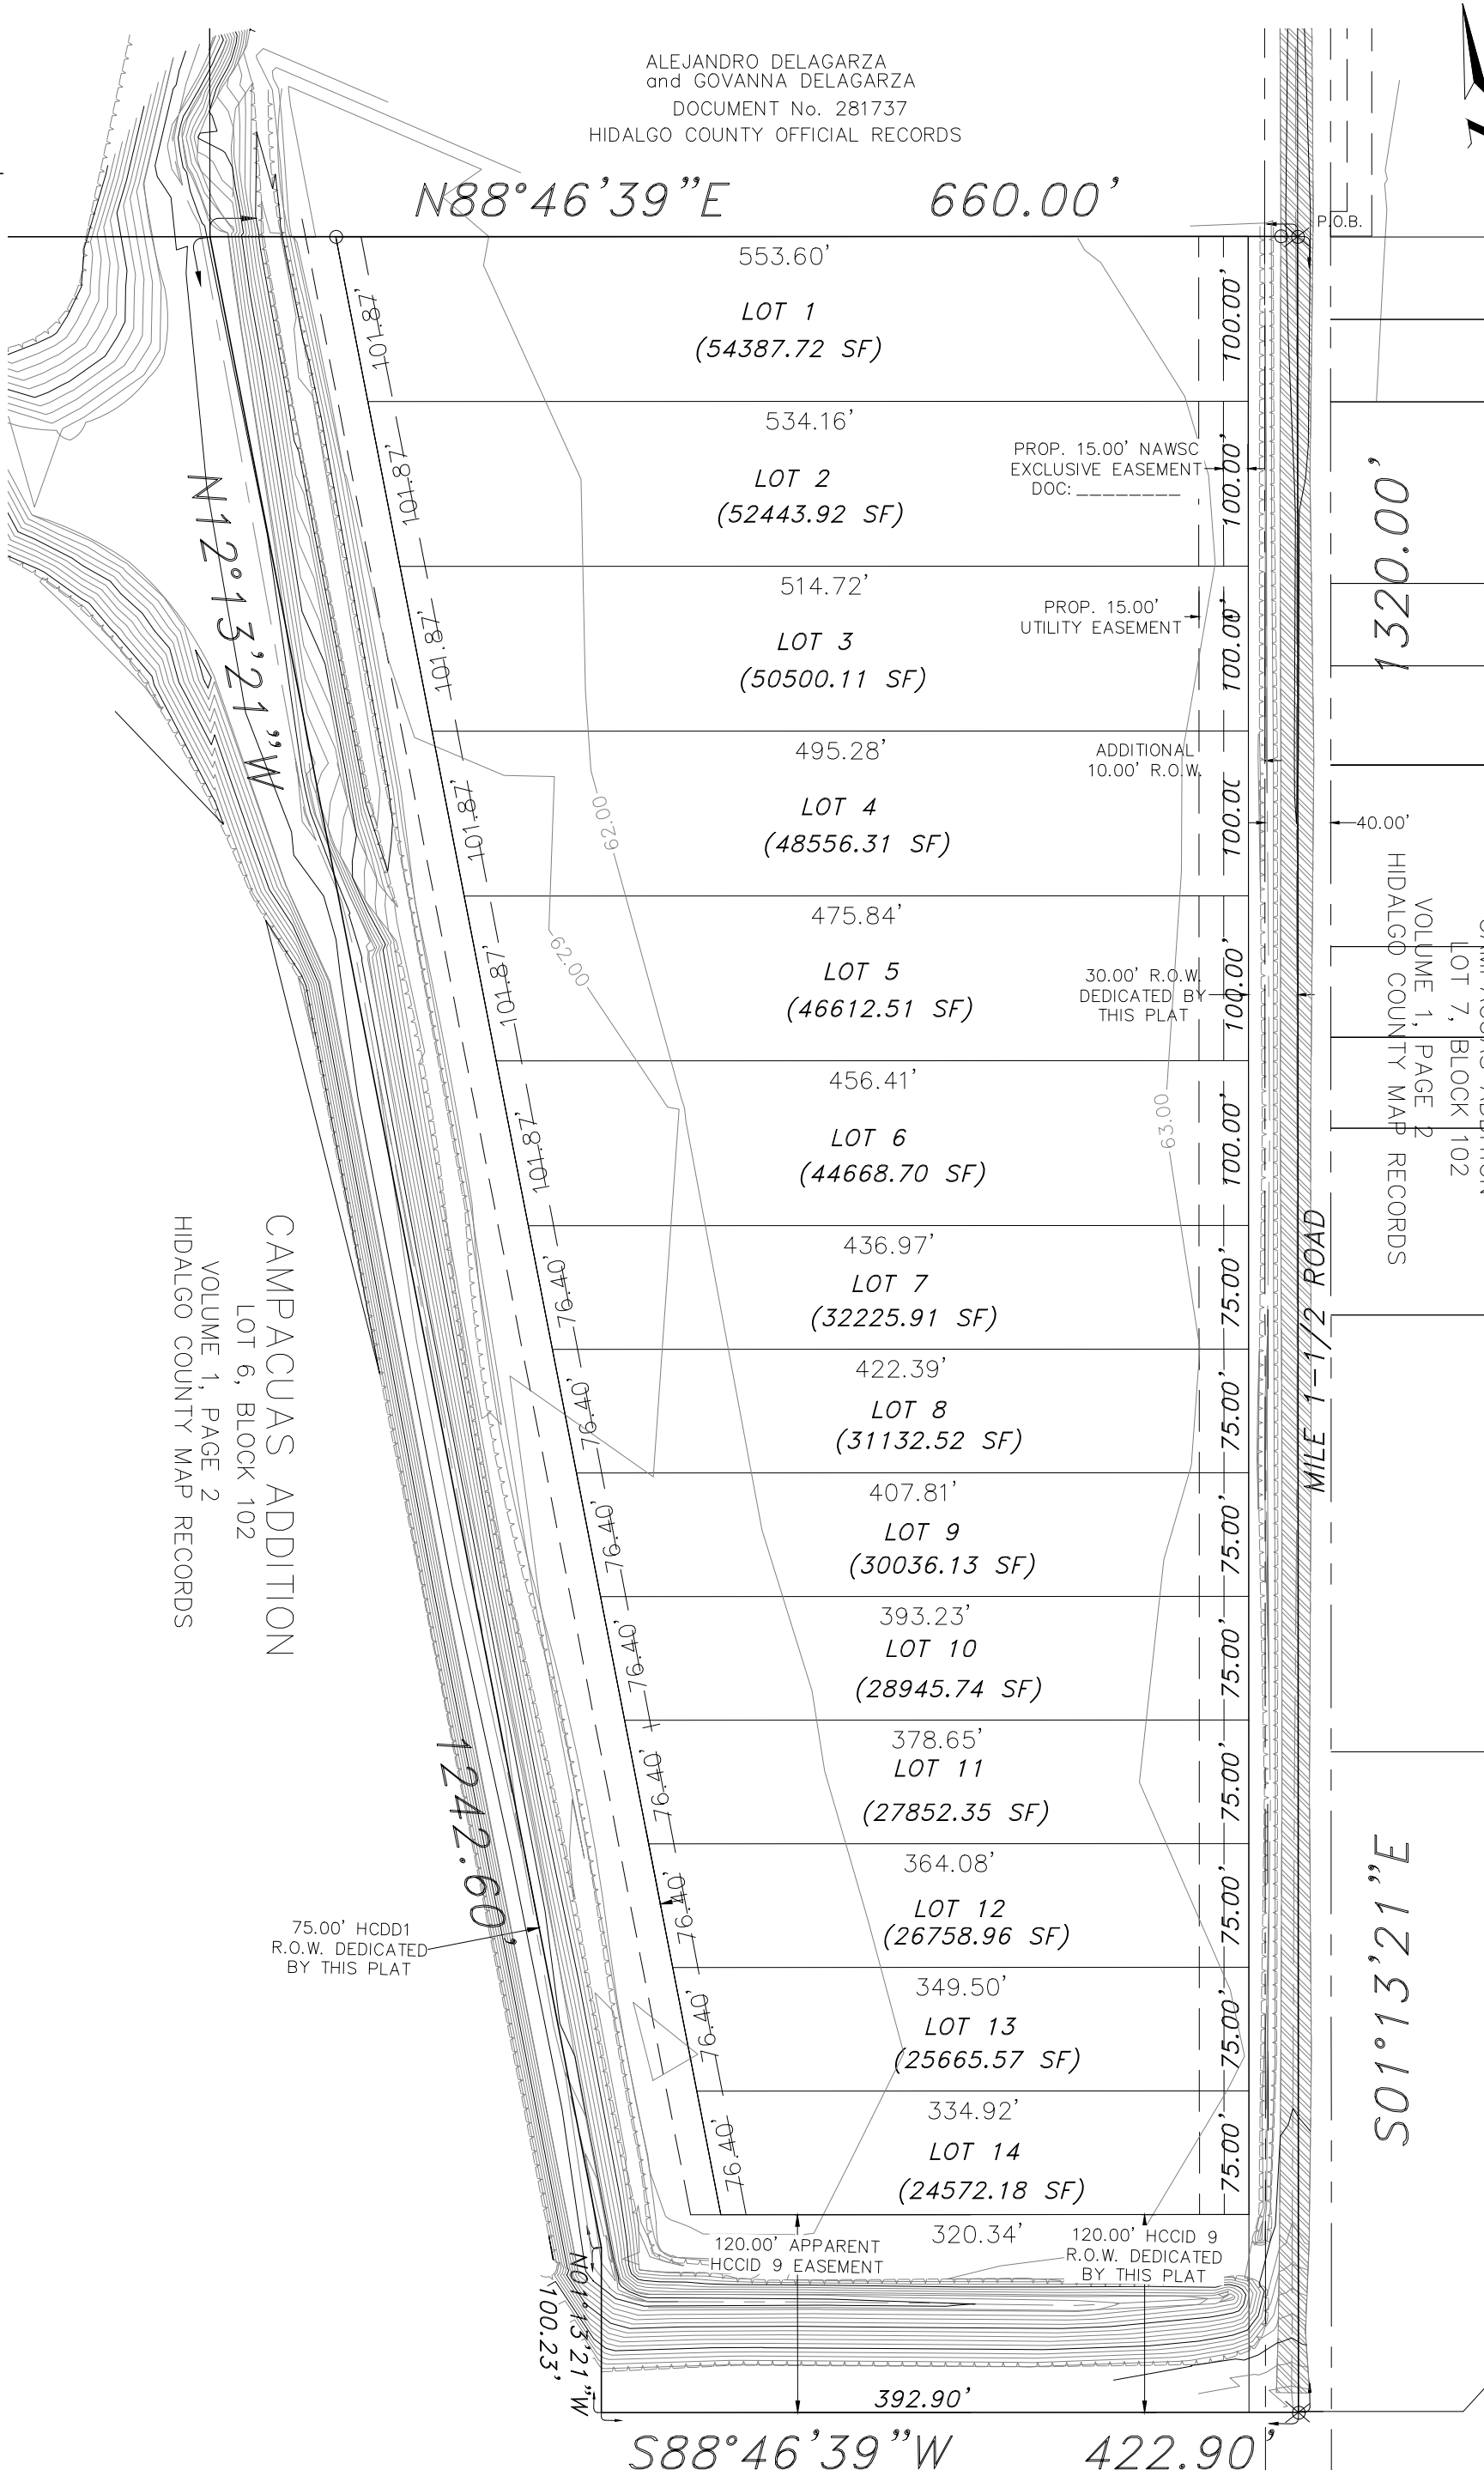 ALEJANDRO DELAGARZA
and GOVANNA DELAGARZA
DOCUMENT No. 281737
HIDALGO COUNTY OFFICIAL RECORDS
N88°46'39"E 660.00'
P.O.B.
553.60'
LOT 1
(54387.72 SF)
101.87'
100.00'
534.16'
LOT 2
(52443.92 SF)
101.87'
100.00'
PROP. 15.00' NAWSC
EXCLUSIVE EASEMENT
DOC: ________
514.72'
LOT 3
(50500.11 SF)
101.87'
100.00'
PROP. 15.00'
UTILITY EASEMENT
495.28'
LOT 4
(48556.31 SF)
101.87'
100.00
ADDITIONAL
10.00' R.O.W.
40.00'
475.84'
LOT 5
(46612.51 SF)
101.87'
100.00'
30.00' R.O.W.
DEDICATED BY
THIS PLAT
456.41'
LOT 6
(44668.70 SF)
101.87'
100.00'
436.97'
LOT 7
(32225.91 SF)
76.40'
75.00'
422.39'
LOT 8
(31132.52 SF)
76.40'
75.00'
407.81'
LOT 9
(30036.13 SF)
76.40'
75.00'
393.23'
LOT 10
(28945.74 SF)
76.40'
75.00'
378.65'
LOT 11
(27852.35 SF)
76.40'
75.00'
364.08'
LOT 12
(26758.96 SF)
76.40'
75.00'
349.50'
LOT 13
(25665.57 SF)
76.40'
75.00'
334.92'
LOT 14
(24572.18 SF)
76.40'
75.00'
320.34'
120.00' APPARENT
HCCID 9 EASEMENT
120.00' HCCID 9
R.O.W. DEDICATED
BY THIS PLAT
392.90'
S88°46'39"W 422.90'
N01°13'21"W
100.23'
N12°13'21"W
1242.60'
75.00' HCDD1
R.O.W. DEDICATED
BY THIS PLAT
CAMPACUAS ADDITION
LOT 6, BLOCK 102
VOLUME 1, PAGE 2
HIDALGO COUNTY MAP RECORDS
62.00
62.00
63.00
MILE 1-1/2 ROAD
1320.00'
S01°13'21"E
LOT 7, BLOCK 102
VOLUME 1, PAGE 2
HIDALGO COUNTY MAP RECORDS